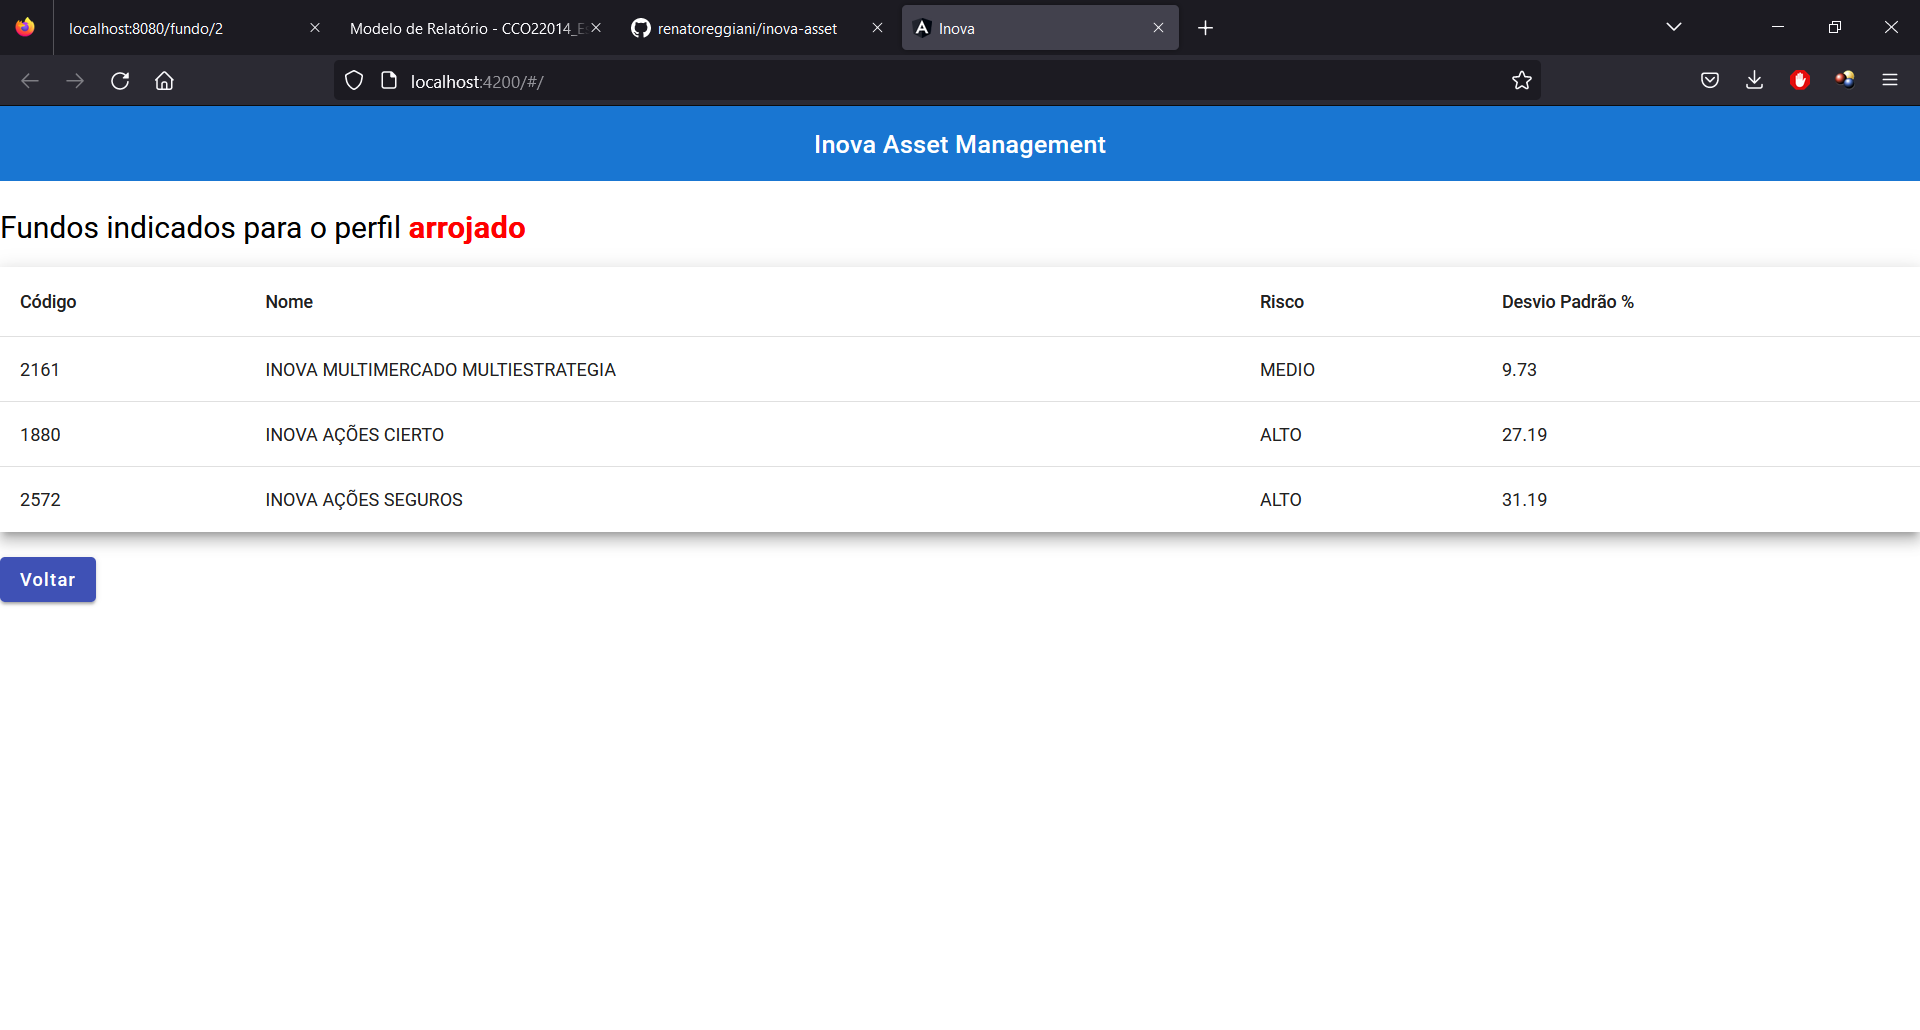 localhost:8080/fundo/2
Modelo de Relatório - CCO22014_E
renatoreggiani/inova-asset
Inova
localhost:4200/#/
Inova Asset Management
Fundos indicados para o perfil arrojado
Código Nome Risco Desvio Padrão %
2161 INOVA MULTIMERCADO MULTIESTRATEGIA MEDIO 9.73
1880 INOVA AÇÕES CIERTO ALTO 27.19
2572 INOVA AÇÕES SEGUROS ALTO 31.19
Voltar